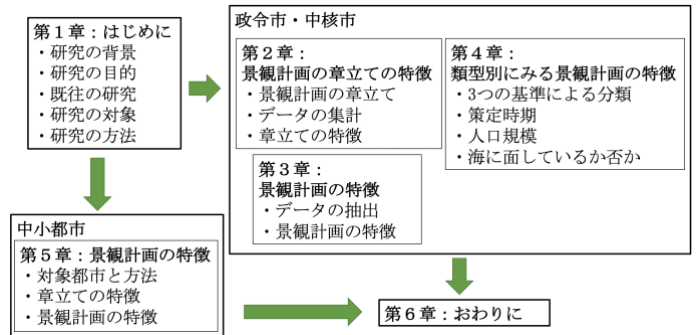 第１章：はじめに
・研究の背景
・研究の目的
・既往の研究
・研究の対象
・研究の方法
政令市・中核市
第２章：
景観計画の章立ての特徴
・景観計画の章立て
・データの集計
・章立ての特徴
第３章：
景観計画の特徴
・データの抽出
・景観計画の特徴
第４章：
類型別にみる景観計画の特徴
・3つの基準による分類
・策定時期
・人口規模
・海に面しているか否か
中小都市
第５章：景観計画の特徴
・対象都市と方法
・章立ての特徴
・景観計画の特徴
第６章：おわりに